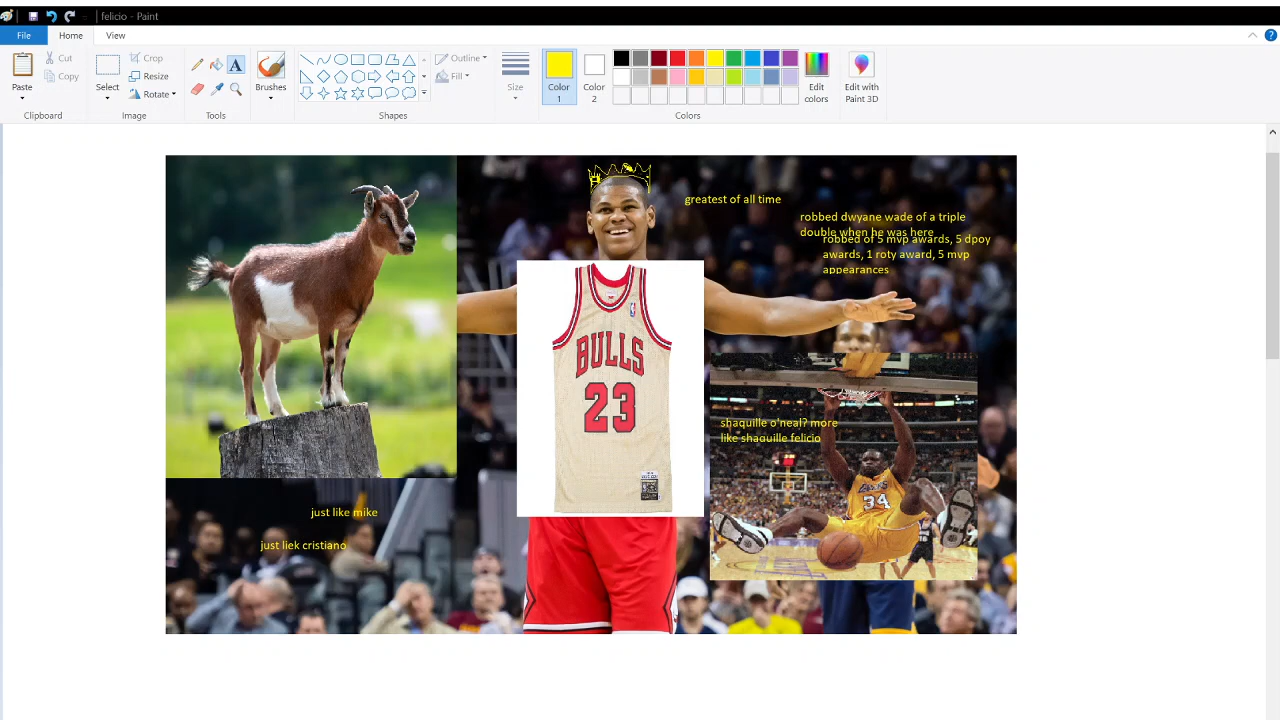 felicio - Paint
File
Home
View
Paste
Cut
Copy
Clipboard
Select
Crop
Resize
Rotate
Image
A
Tools
Brushes
Shapes
Outline
Fill
Size
Color
1
Color
2
Colors
Edit
colors
Edit with
Paint 3D
?
greatest of all time
robbed dwyane wade of a triple
double when he was here
robbed of 5 mvp awards, 5 dpoy
awards, 1 roty award, 5 mvp
appearances
BULLS
23
shaquille o'neal? more
like shaquille felicio
LAKERS
34
just like mike
just liek cristiano